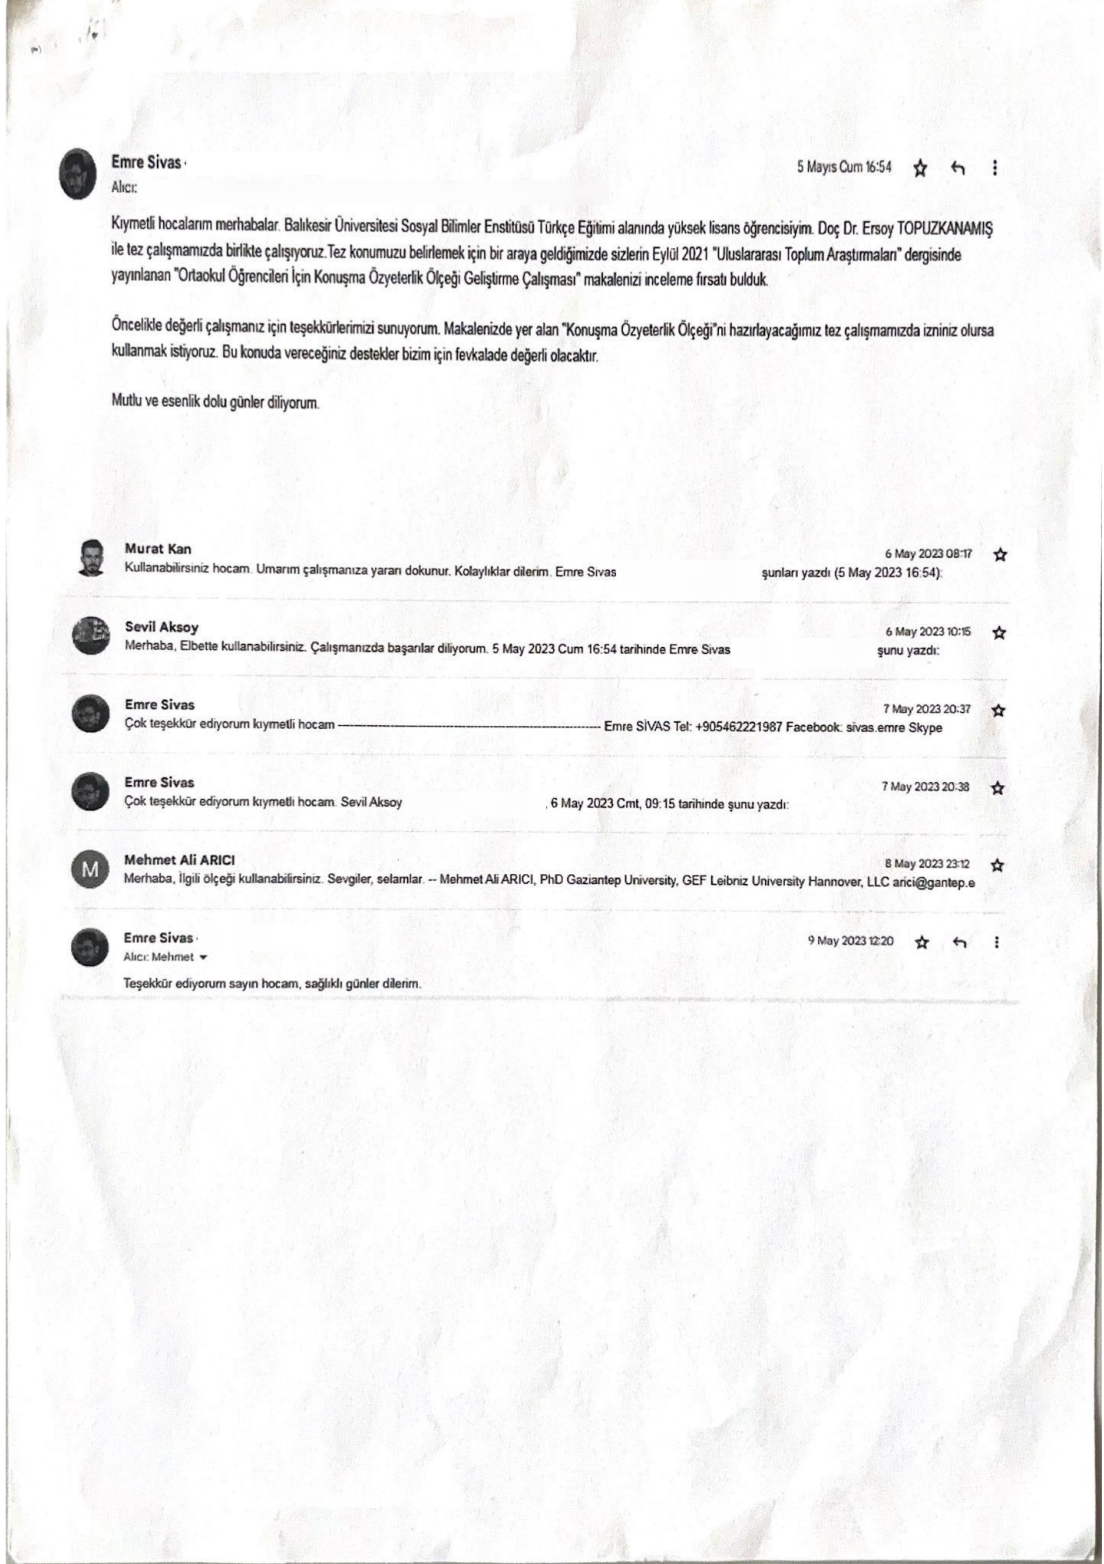 Emre Sivas
5 Mayıs Cum 16:54
Alıcı:
Kıymetli hocalarım merhabalar. Balıkesir Üniversitesi Sosyal Bilimler Enstitüsü Türkçe Eğitimi alanında yüksek lisans öğrencisiyim. Doç Dr. Ersoy TOPUZKANAMIŞ
ile tez çalışmamızda birlikte çalışıyoruz.Tez konumuzu belirlemek için bir araya geldiğimizde sizlerin Eylül 2021 "Uluslararası Toplum Araştırmaları" dergisinde
yayınlanan "Ortaokul Öğrencileri İçin Konuşma Özyeterlik Ölçeği Geliştirme Çalışması" makalenizi inceleme fırsatı bulduk.
Öncelikle değerli çalışmanız için teşekkürlerimizi sunuyorum. Makalenizde yer alan "Konuşma Özyeterlik Ölçeği"ni hazırlayacağımız tez çalışmamızda izniniz olursa
kullanmak istiyoruz. Bu konuda vereceğiniz destekler bizim için fevkalade değerli olacaktır.
Mutlu ve esenlik dolu günler diliyorum.
Murat Kan
6 May 2023 08:17
Kullanabilirsiniz hocam. Umarım çalışmanıza yararı dokunur. Kolaylıklar dilerim. Emre Sivas şunları yazdı (5 May 2023 16:54):
Sevil Aksoy
6 May 2023 10:15
Merhaba, Elbette kullanabilirsiniz. Çalışmanızda başarılar diliyorum. 5 May 2023 Cum 16:54 tarihinde Emre Sivas şunu yazdı:
Emre Sivas
7 May 2023 20:37
Çok teşekkür ediyorum kıymetli hocam ---------- Emre SİVAS Tel: +905462221987 Facebook: sivas.emre Skype
Emre Sivas
7 May 2023 20:38
Çok teşekkür ediyorum kıymetli hocam. Sevil Aksoy , 6 May 2023 Cmt, 09:15 tarihinde şunu yazdı:
M
Mehmet Ali ARICI
8 May 2023 23:12
Merhaba, İlgili ölçeği kullanabilirsiniz. Sevgiler, selamlar. -- Mehmet Ali ARICI, PhD Gaziantep University, GEF Leibniz University Hannover, LLC arici@gantep.e
Emre Sivas
9 May 2023 12:20
Alıcı: Mehmet
Teşekkür ediyorum sayın hocam, sağlıklı günler dilerim.